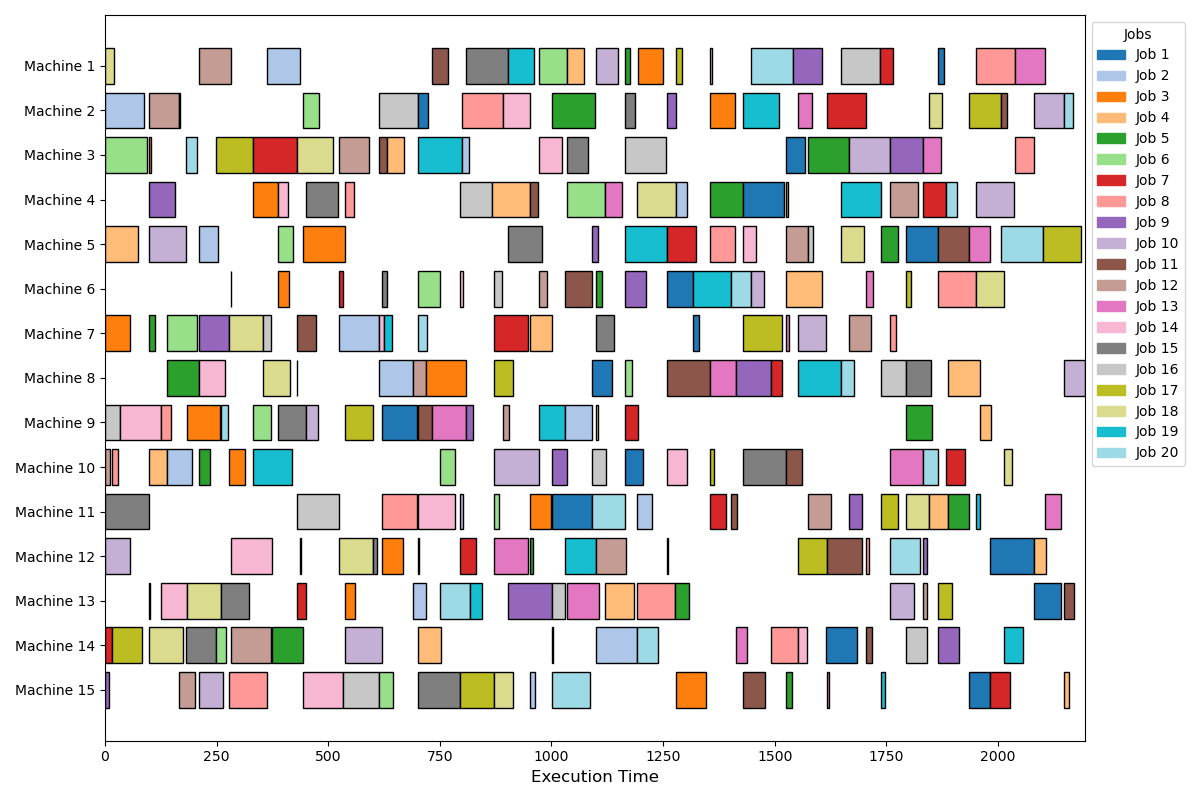 Machine 1
Machine 2
Machine 3
Machine 4
Machine 5
Machine 6
Machine 7
Machine 8
Machine 9
Machine 10
Machine 11
Machine 12
Machine 13
Machine 14
Machine 15
0 250 500 750 1000 1250 1500 1750 2000
Execution Time
Jobs
Job 1
Job 2
Job 3
Job 4
Job 5
Job 6
Job 7
Job 8
Job 9
Job 10
Job 11
Job 12
Job 13
Job 14
Job 15
Job 16
Job 17
Job 18
Job 19
Job 20